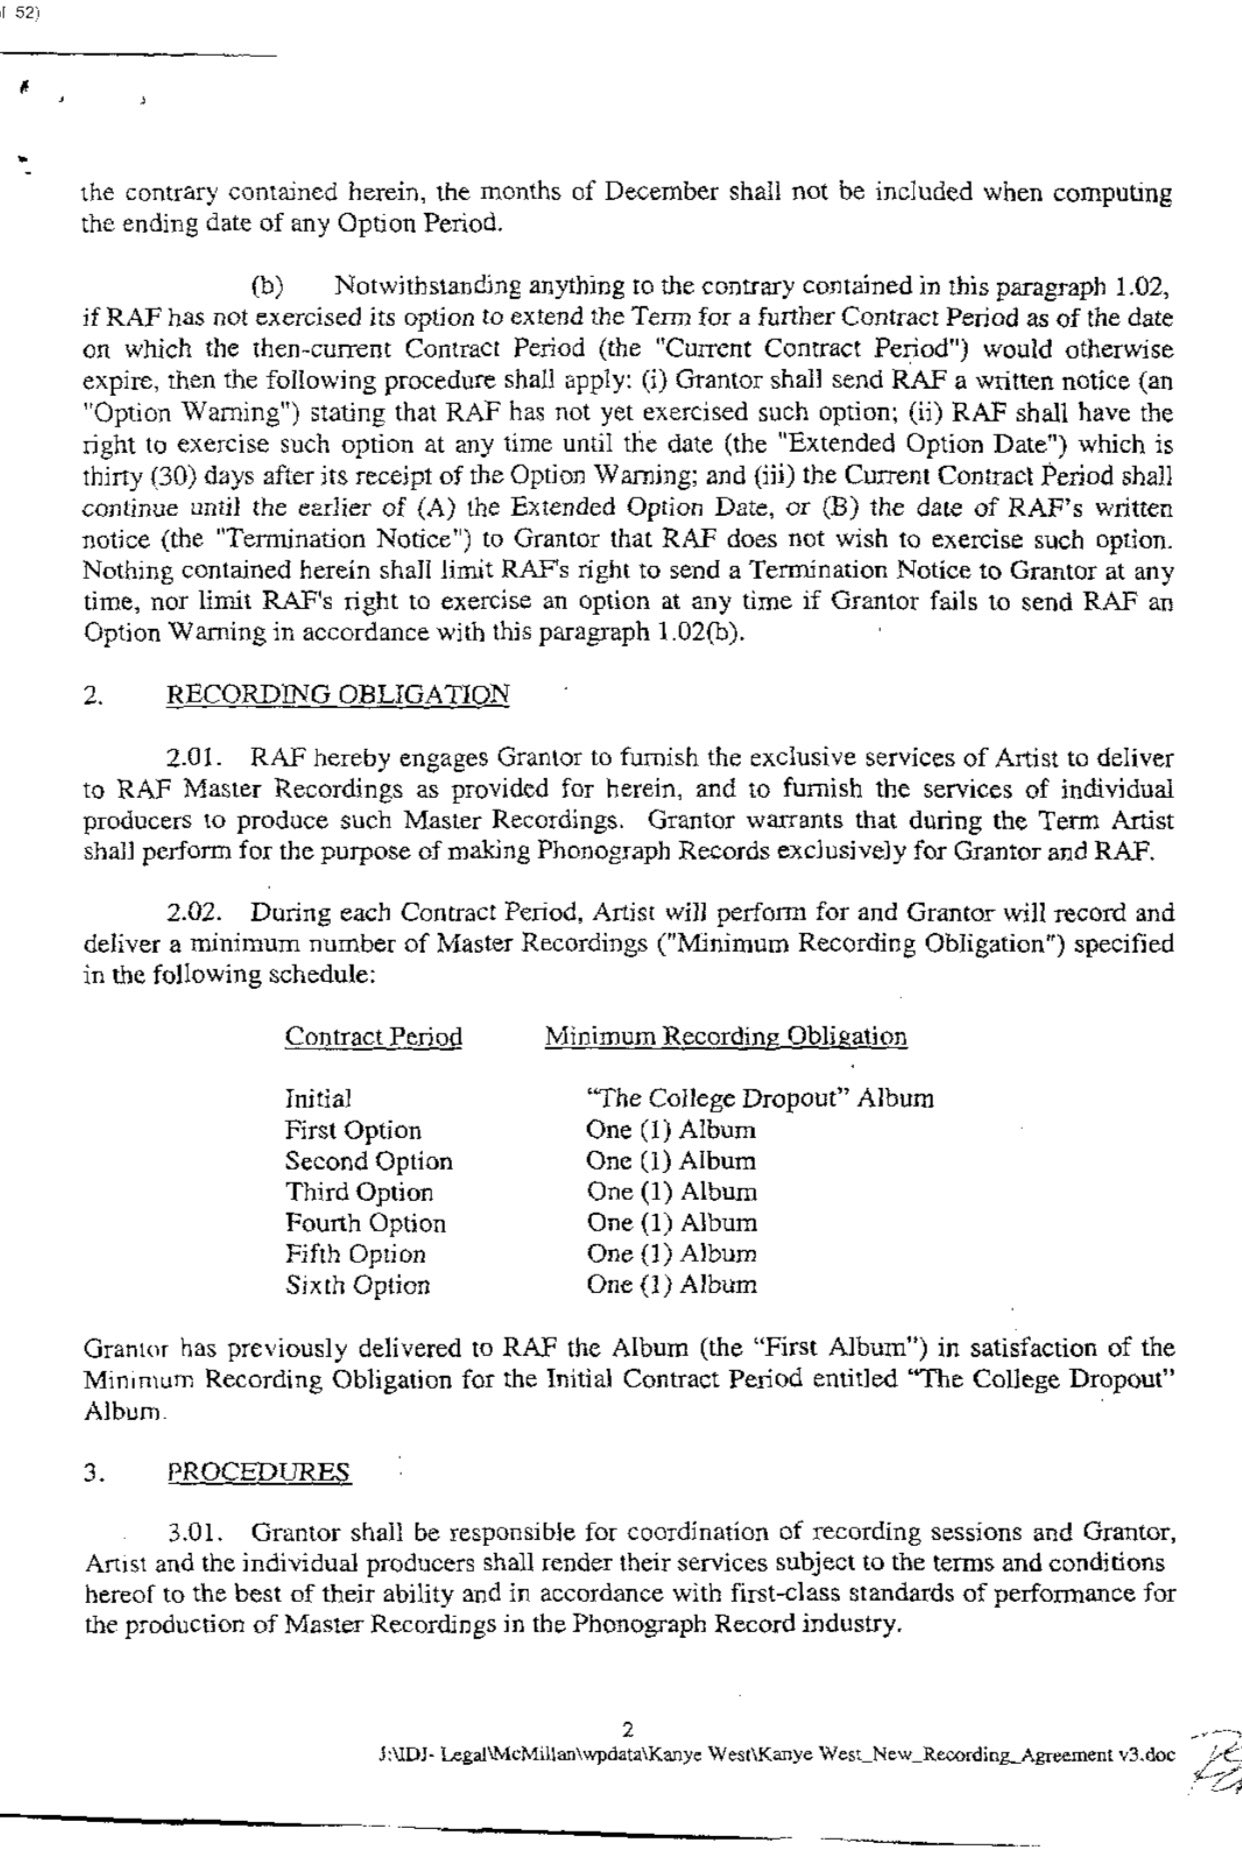 52)
the contrary contained herein, the months of December shall not be included when computing
the ending date of any Option Period.
(b) Notwithstanding anything to the contrary contained in this paragraph 1.02,
if RAF has not exercised its option to extend the Term for a further Contract Period as of the date
on which the then-current Contract Period (the "Current Contract Period") would otherwise
expire, then the following procedure shall apply: (i) Grantor shall send RAF a written notice (an
"Option Warning") stating that RAF has not yet exercised such option; (ii) RAF shall have the
right to exercise such option at any time until the date (the "Extended Option Date") which is
thirty (30) days after its receipt of the Option Warning; and (iii) the Current Contract Period shall
continue until the earlier of (A) the Extended Option Date, or (B) the date of RAF's written
notice (the "Termination Notice") to Grantor that RAF does not wish to exercise such option.
Nothing contained herein shall limit RAF's right to send a Termination Notice to Grantor at any
time, nor limit RAF's right to exercise an option at any time if Grantor fails to send RAF an
Option Warning in accordance with this paragraph 1.02(b).
2. RECORDING OBLIGATION
2.01. RAF hereby engages Grantor to furnish the exclusive services of Artist to deliver
to RAF Master Recordings as provided for herein, and to furnish the services of individual
producers to produce such Master Recordings. Grantor warrants that during the Term Artist
shall perform for the purpose of making Phonograph Records exclusively for Grantor and RAF.
2.02. During each Contract Period, Artist will perform for and Grantor will record and
deliver a minimum number of Master Recordings ("Minimum Recording Obligation") specified
in the following schedule:
Contract Period Minimum Recording Obligation
Initial “The College Dropout” Album
First Option One (1) Album
Second Option One (1) Album
Third Option One (1) Album
Fourth Option One (1) Album
Fifth Option One (1) Album
Sixth Option One (1) Album
Grantor has previously delivered to RAF the Album (the “First Album”) in satisfaction of the
Minimum Recording Obligation for the Initial Contract Period entitled “The College Dropout”
Album.
3. PROCEDURES
3.01. Grantor shall be responsible for coordination of recording sessions and Grantor,
Artist and the individual producers shall render their services subject to the terms and conditions
hereof to the best of their ability and in accordance with first-class standards of performance for
the production of Master Recordings in the Phonograph Record industry.
2
J:\IDJ- Legal\McMillan\wpdata\Kanye West\Kanye West_New_Recording_Agreement v3.doc